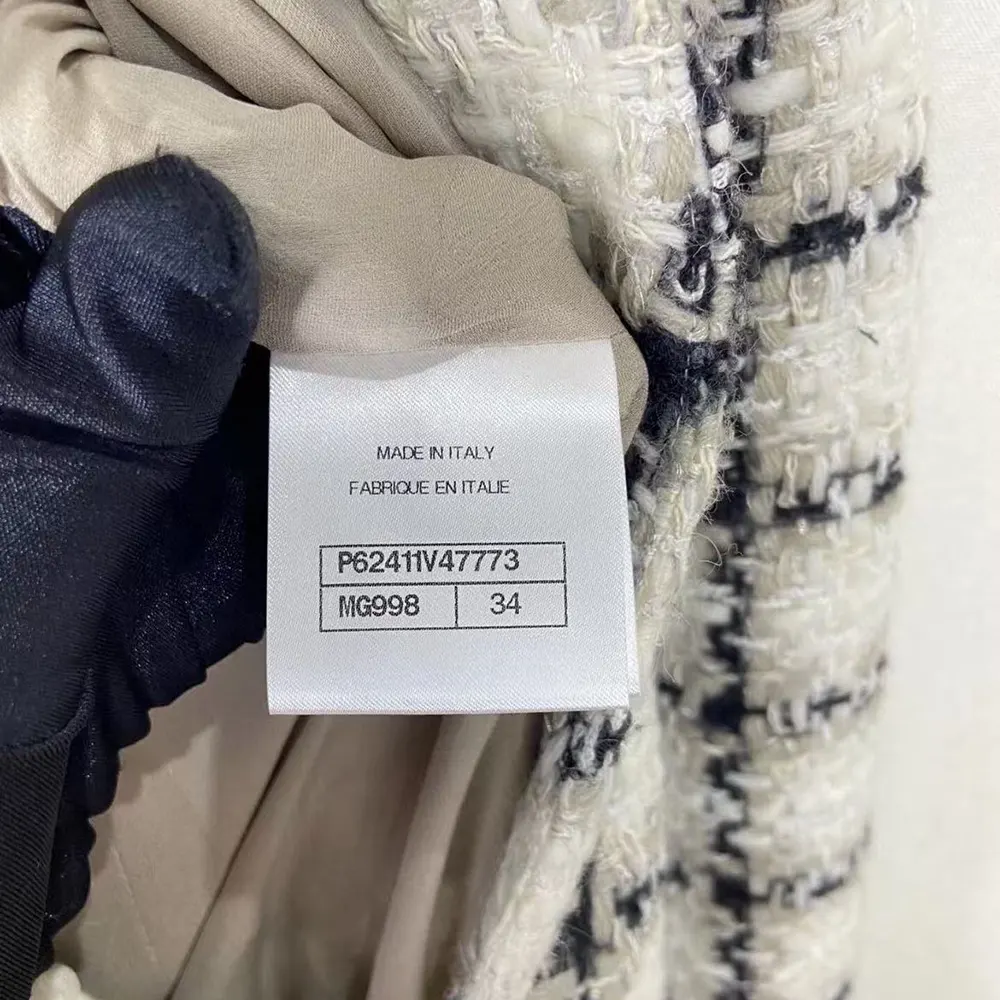 MADE IN ITALY
FABRIQUE EN ITALIE
P62411V47773
MG998 34